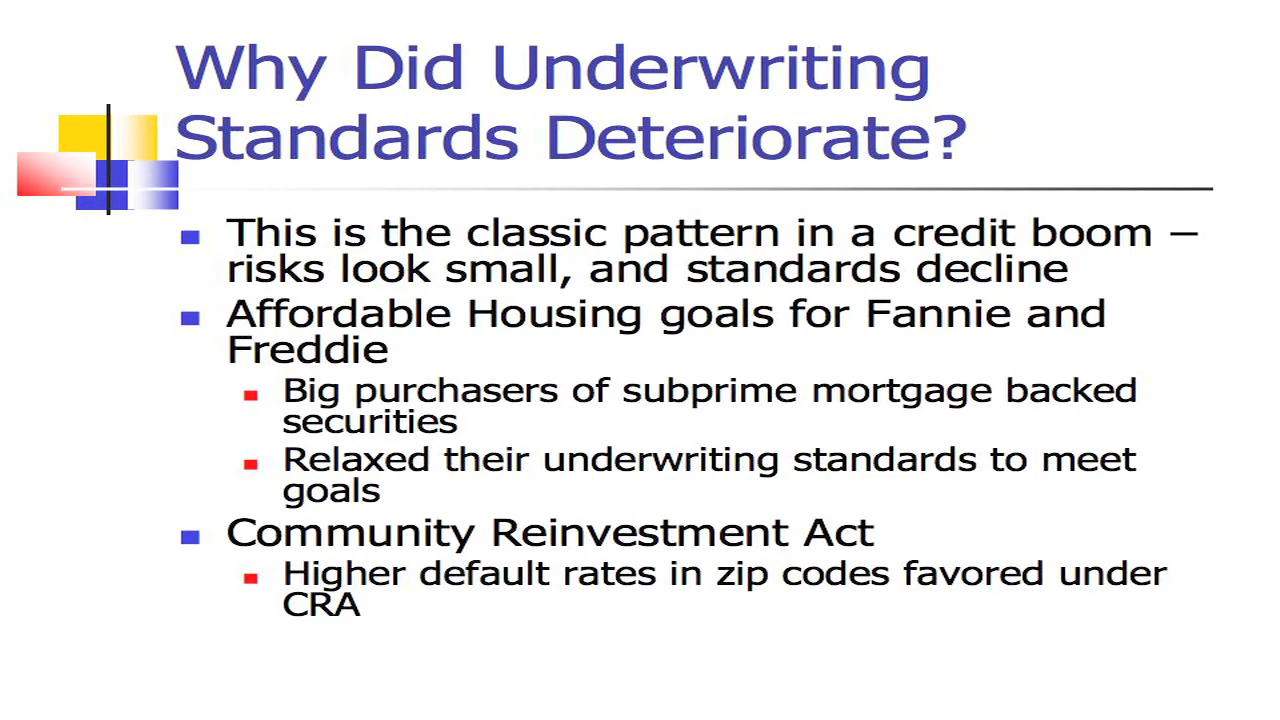 Why Did Underwriting
Standards Deteriorate?
This is the classic pattern in a credit boom –
risks look small, and standards decline
Affordable Housing goals for Fannie and
Freddie
Big purchasers of subprime mortgage backed
securities
Relaxed their underwriting standards to meet
goals
Community Reinvestment Act
Higher default rates in zip codes favored under
CRA